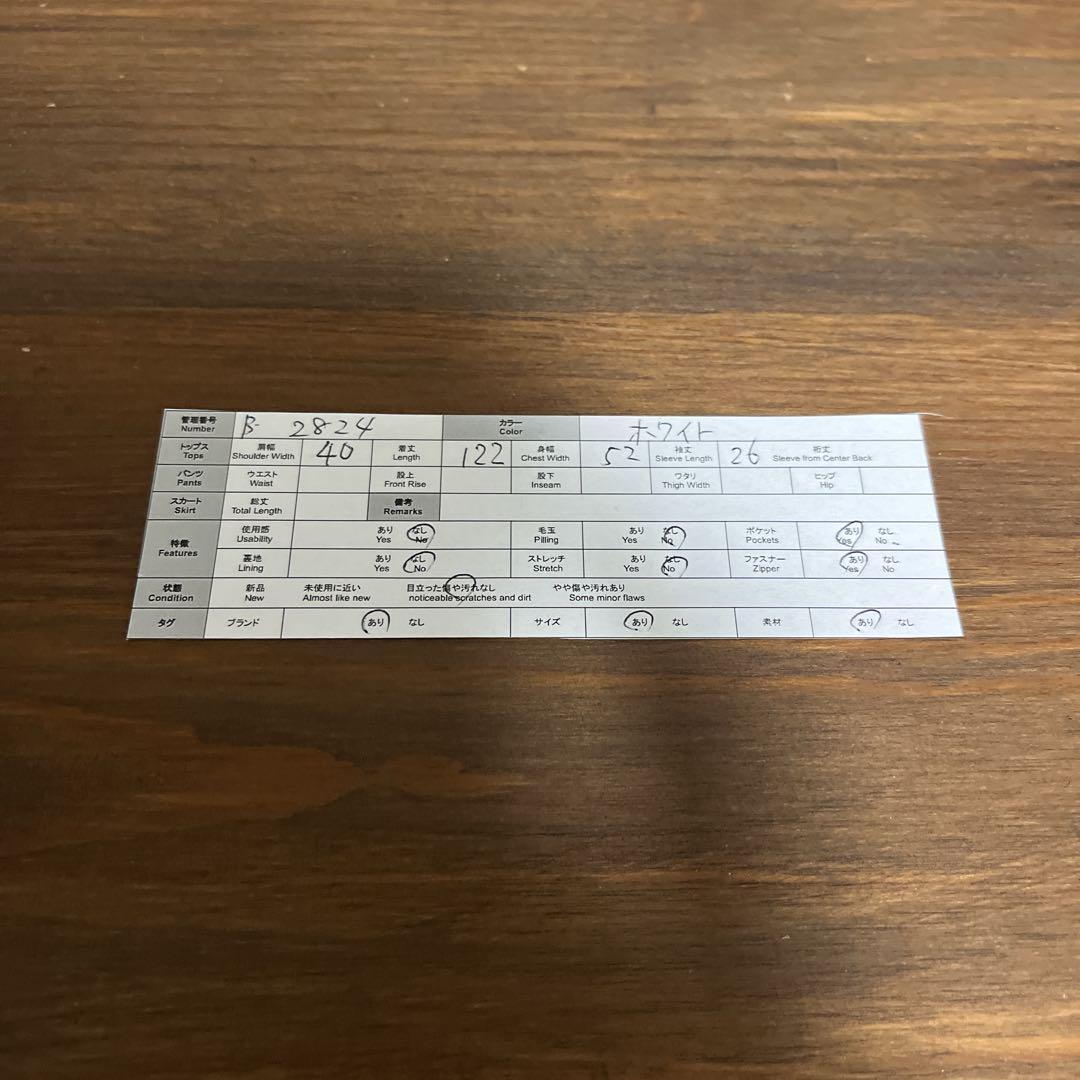 管理番号 B- 2824 カラー ホワイト
Number Color
トップス 肩幅 40 着丈 122 身幅 52 袖丈 26 裄丈
Tops Shoulder Width Length Chest Width Sleeve Length Sleeve from Center Back
パンツ ウエスト 股上 股下 ワタリ ヒップ
Pants Waist Front Rise Inseam Thigh Width Hip
スカート 総丈 備考
Skirt Total Length Remarks
特徴 使用感 あり なし 毛玉 あり なし ポケット あり なし
Features Usability Yes No Pilling Yes No Pockets Yes No
裏地 あり なし ストレッチ あり なし ファスナー あり なし
Lining Yes No Stretch Yes No Zipper Yes No
状態 新品 未使用に近い 目立った傷や汚れなし やや傷や汚れあり
Condition New Almost like new noticeable scratches and dirt Some minor flaws
タグ ブランド あり なし サイズ あり なし 素材 あり なし